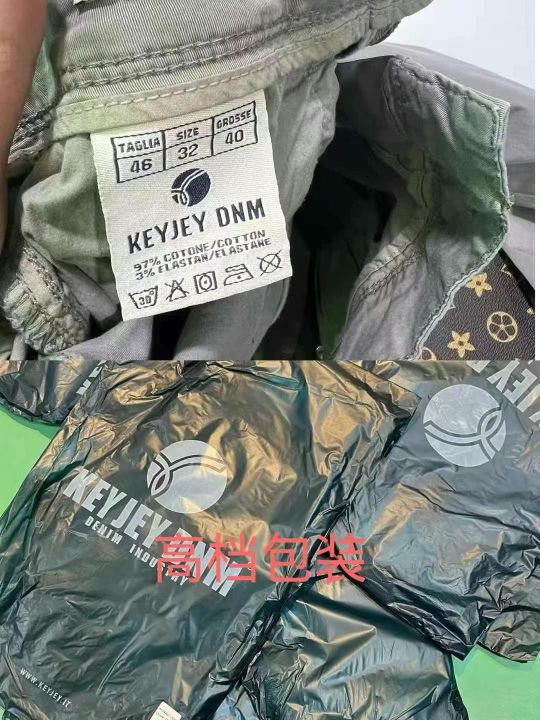 TAGLIA SIZE GROSSE
46 32 40
KEYJEY DNM
97% COTONE/COTTON
3% ELASTAN/ELASTANE
30°
KEYJEY DNM
DENIM INDUSTRY
高档包装
WWW.KEYJEY.IT